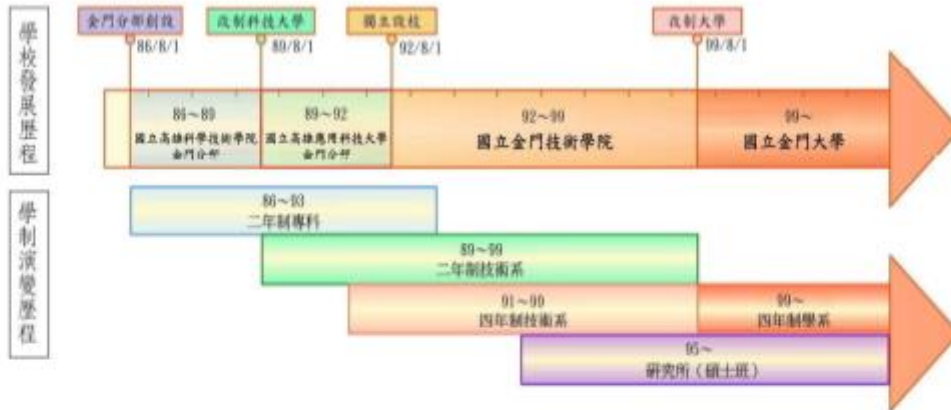 金門分部創設
改制科技大學
獨立設校
改制大學
86/8/1
89/8/1
92/8/1
99/8/1
學校發展歷程
86~89
國立高雄科學技術學院
金門分部
89~92
國立高雄應用科技大學
金門分部
92~99
國立金門技術學院
99~
國立金門大學
學制演變歷程
86~93
二年制專科
89~99
二年制技術系
91~99
四年制技術系
99~
四年制學系
95~
研究所(碩士班)